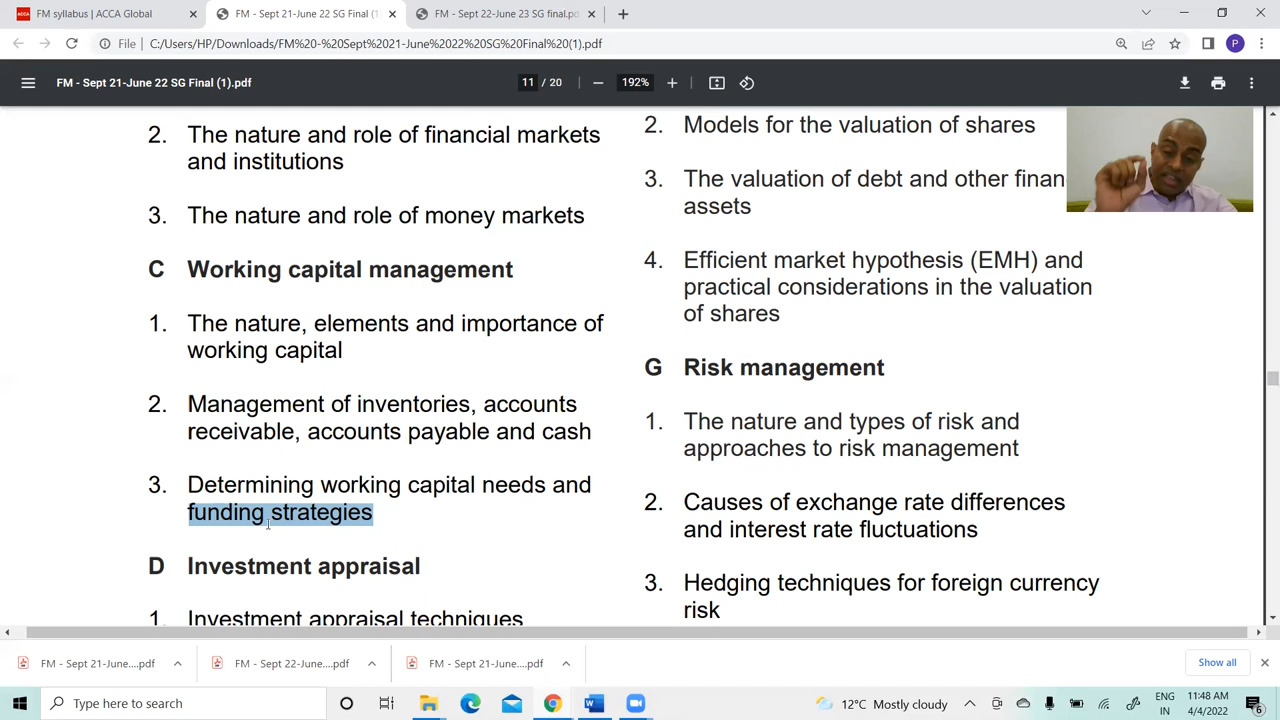 FM syllabus | ACCA Global
FM - Sept 21-June 22 SG Final (1
FM - Sept 22-June 23 SG final.pd
File
C:/Users/HP/Downloads/FM%20-%20Sept%2021-June%2022%20SG%20Final%20(1).pdf
P
FM - Sept 21-June 22 SG Final (1).pdf
11 / 20
192%
2. The nature and role of financial markets
and institutions
3. The nature and role of money markets
C Working capital management
1. The nature, elements and importance of
working capital
2. Management of inventories, accounts
receivable, accounts payable and cash
3. Determining working capital needs and
funding strategies
D Investment appraisal
1. Investment appraisal techniques
2. Models for the valuation of shares
3. The valuation of debt and other finan
assets
4. Efficient market hypothesis (EMH) and
practical considerations in the valuation
of shares
G Risk management
1. The nature and types of risk and
approaches to risk management
2. Causes of exchange rate differences
and interest rate fluctuations
3. Hedging techniques for foreign currency
risk
FM - Sept 21-June....pdf
FM - Sept 22-June....pdf
FM - Sept 21-June....pdf
Show all
Type here to search
12°C Mostly cloudy
ENG
IN
11:48 AM
4/4/2022
6